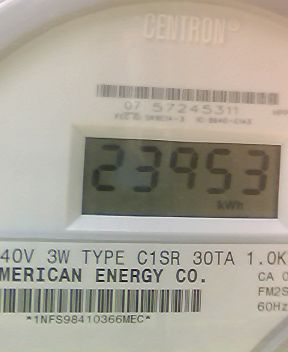 CENTRON®
07 57245311
23953
kWh
40V 3W TYPE C1SR 30TA 1.0K
MERICAN ENERGY CO.
CA 0
FM2S
60Hz
*1NFS98410366MEC*